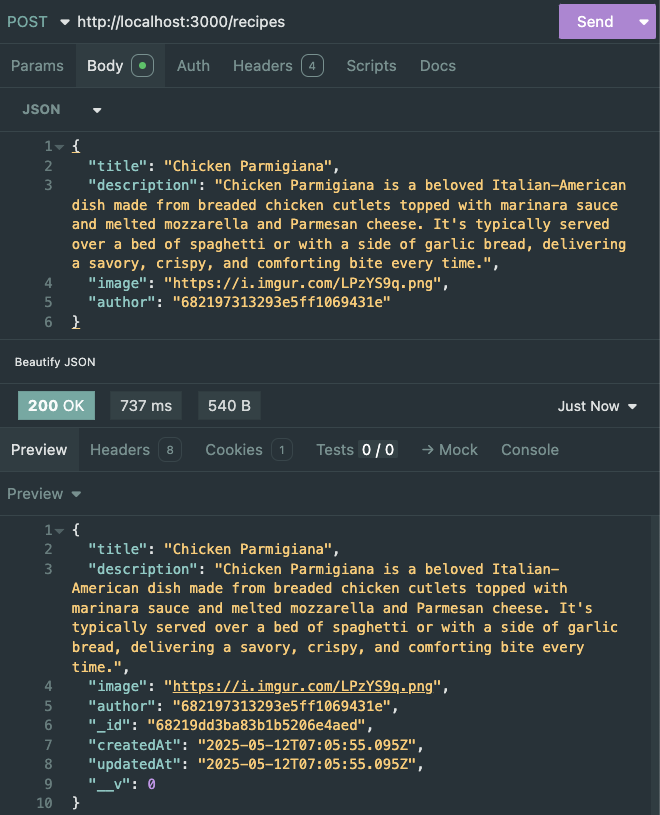 POST http://localhost:3000/recipes Send
Params Body Auth Headers 4 Scripts Docs
JSON
1 {
2 "title": "Chicken Parmigiana",
3 "description": "Chicken Parmigiana is a beloved Italian-American
dish made from breaded chicken cutlets topped with marinara sauce
and melted mozzarella and Parmesan cheese. It's typically served
over a bed of spaghetti or with a side of garlic bread, delivering
a savory, crispy, and comforting bite every time.",
4 "image": "https://i.imgur.com/LPzYS9q.png",
5 "author": "682197313293e5ff1069431e"
6 }
Beautify JSON
200 OK 737 ms 540 B Just Now
Preview Headers 8 Cookies 1 Tests 0 / 0 → Mock Console
Preview
1 {
2 "title": "Chicken Parmigiana",
3 "description": "Chicken Parmigiana is a beloved Italian-
American dish made from breaded chicken cutlets topped with
marinara sauce and melted mozzarella and Parmesan cheese. It's
typically served over a bed of spaghetti or with a side of garlic
bread, delivering a savory, crispy, and comforting bite every
time.",
4 "image": "https://i.imgur.com/LPzYS9q.png",
5 "author": "682197313293e5ff1069431e",
6 "_id": "68219dd3ba83b1b5206e4aed",
7 "createdAt": "2025-05-12T07:05:55.095Z",
8 "updatedAt": "2025-05-12T07:05:55.095Z",
9 "__v": 0
10 }